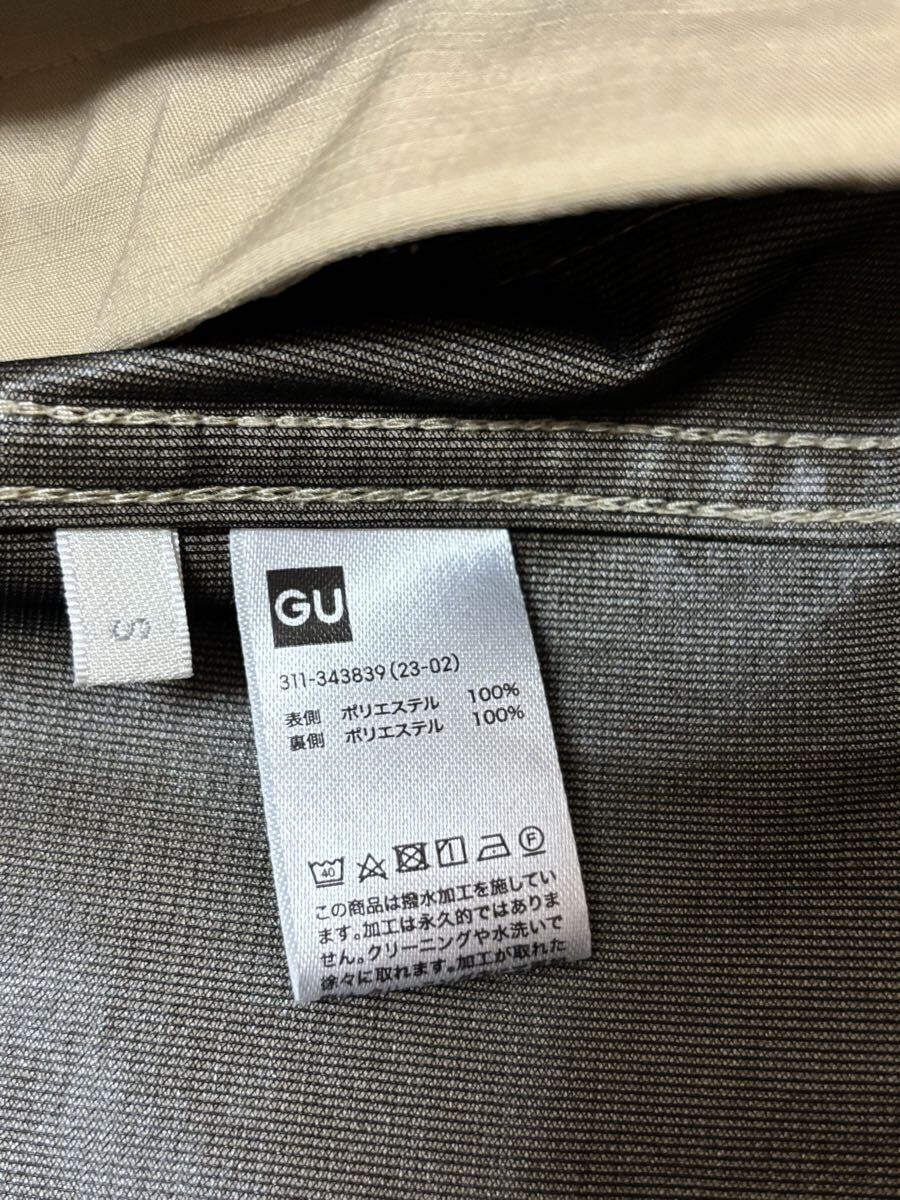 S
GU
311-343839(23-02)
表側 ポリエステル 100%
裏側 ポリエステル 100%
40
F
この商品は撥水加工を施してい
ます。加工は永久的ではありま
せん。クリーニングや水洗いで
徐々に取れます。加工が取れた